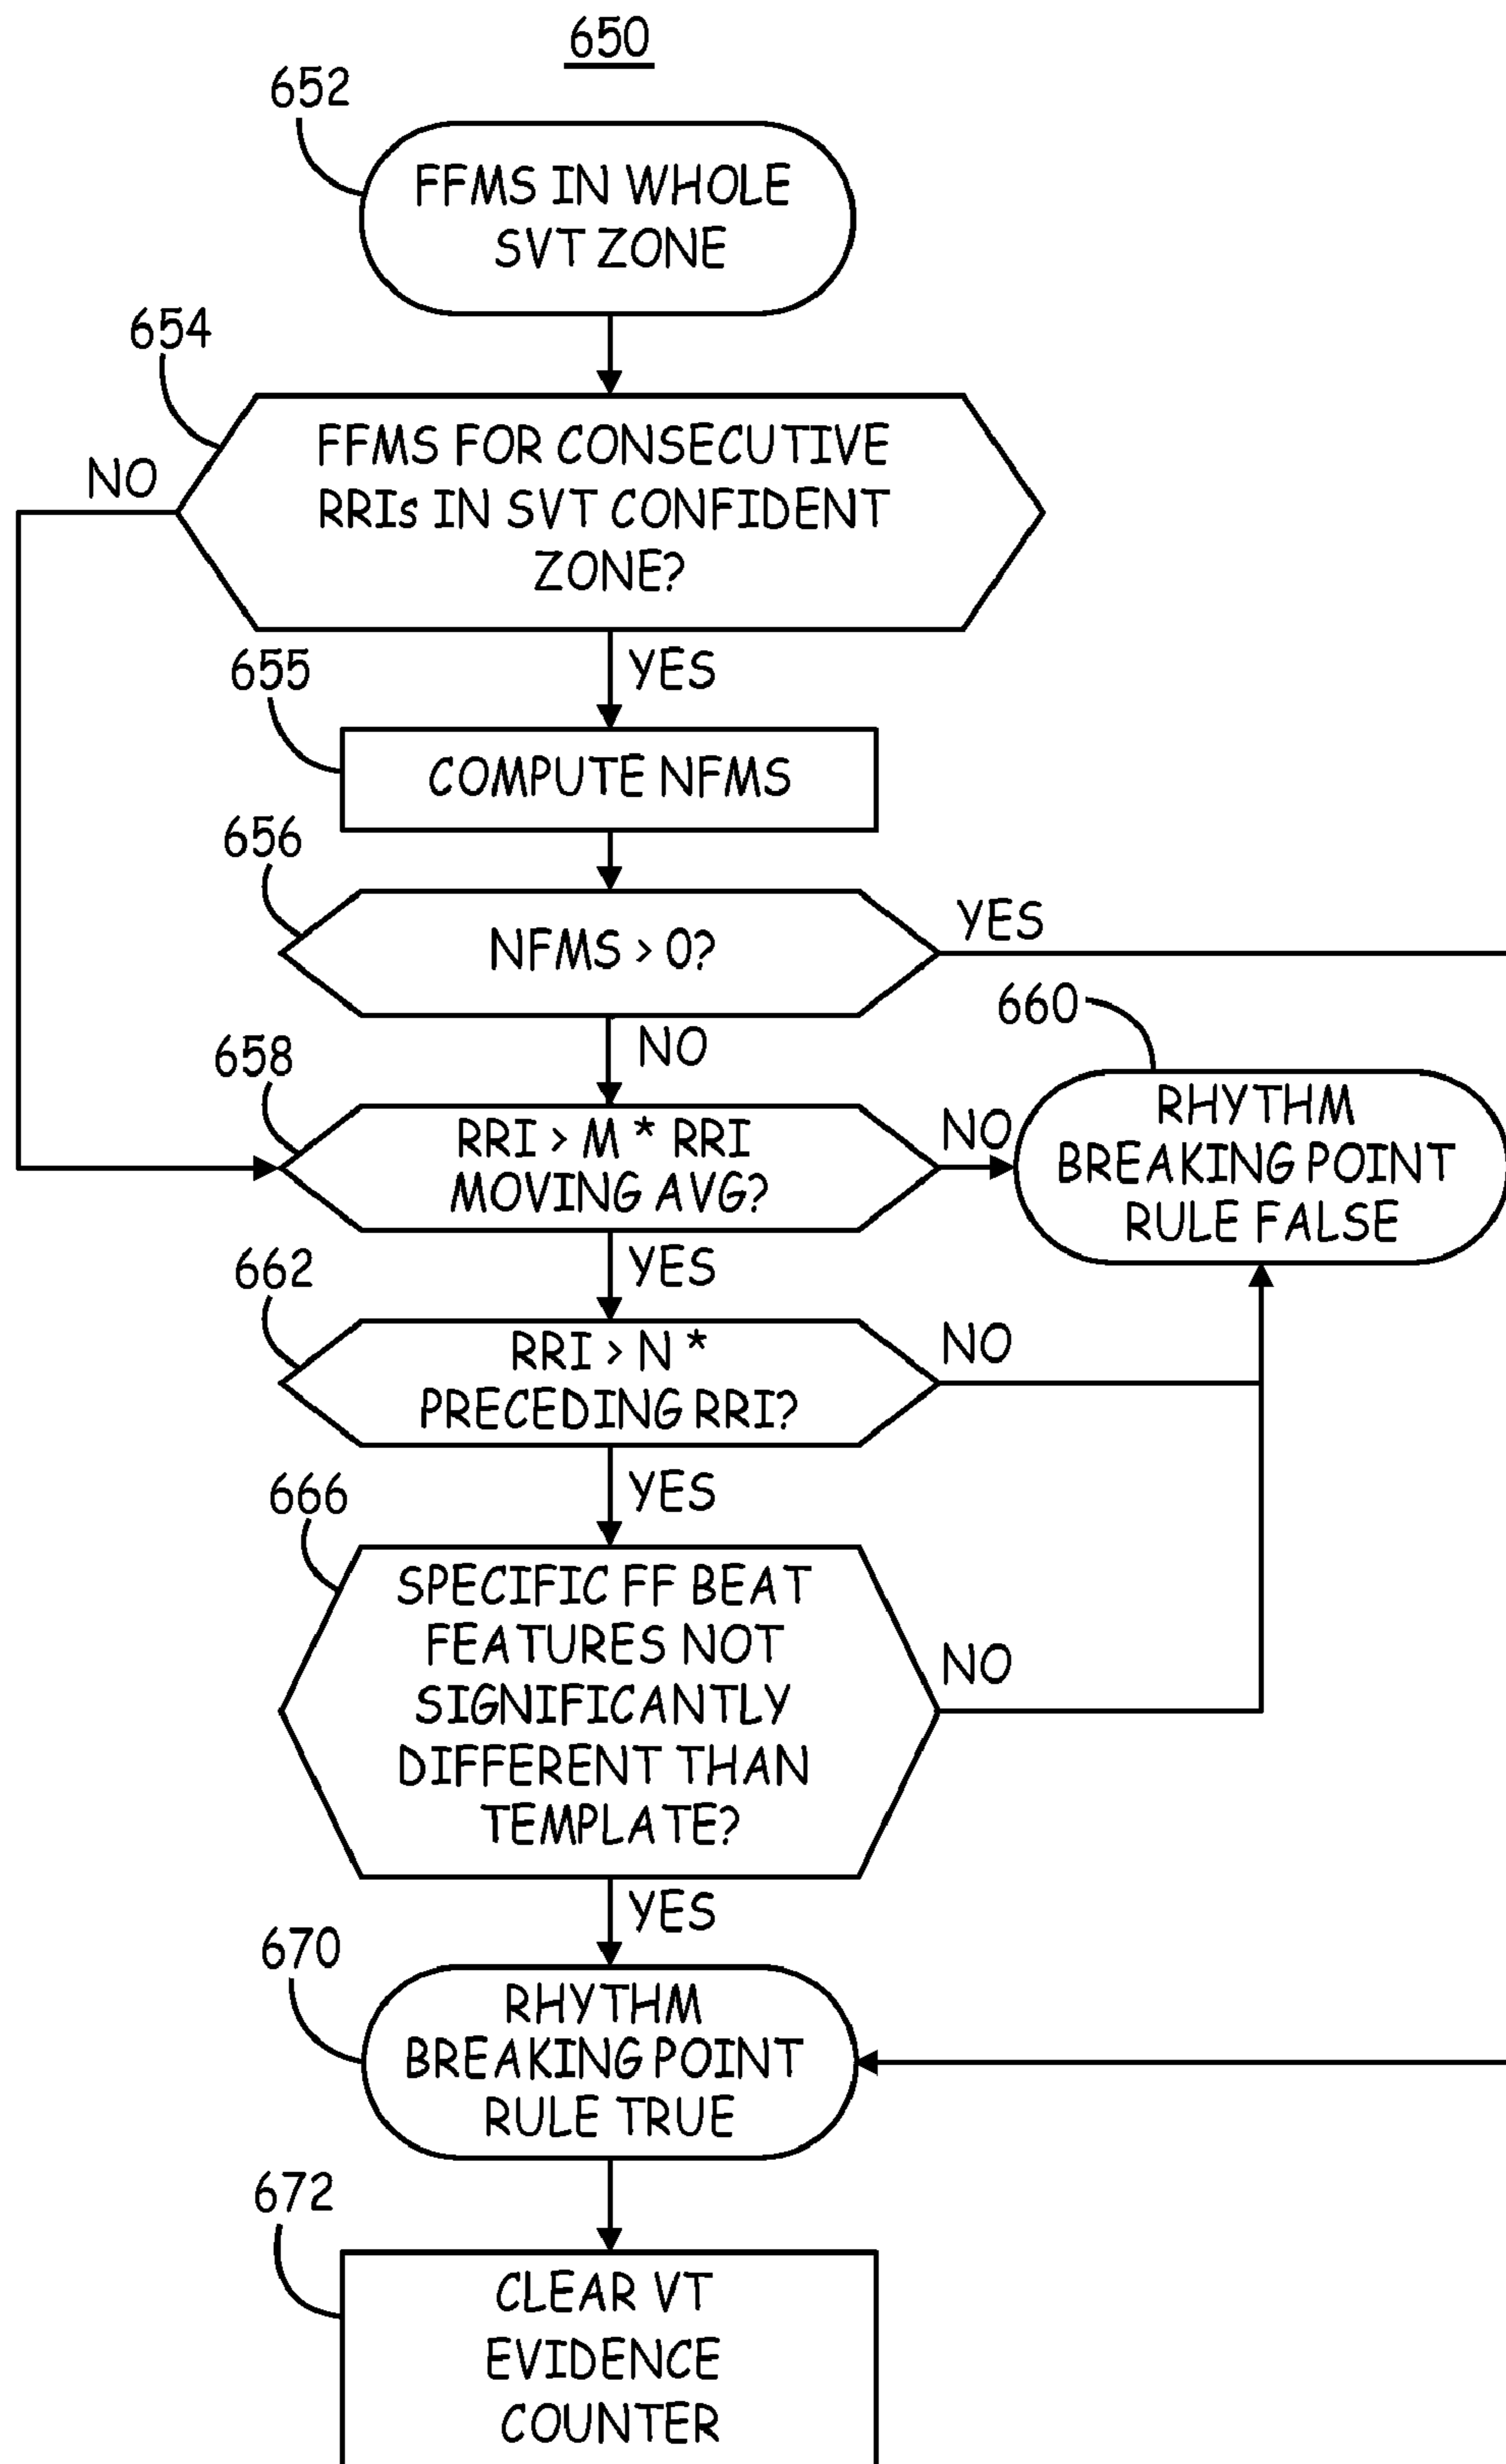 650
652
FFMS IN WHOLE
SVT ZONE
654
NO
FFMS FOR CONSECUTIVE
RRIs IN SVT CONFIDENT
ZONE?
YES
655
COMPUTE NFMS
656
NFMS > 0?
YES
NO
660
658
RRI > M * RRI
MOVING AVG?
NO
RHYTHM
BREAKING POINT
RULE FALSE
YES
662
RRI > N *
PRECEDING RRI?
NO
YES
666
SPECIFIC FF BEAT
FEATURES NOT
SIGNIFICANTLY
DIFFERENT THAN
TEMPLATE?
NO
YES
670
RHYTHM
BREAKING POINT
RULE TRUE
672
CLEAR VT
EVIDENCE
COUNTER